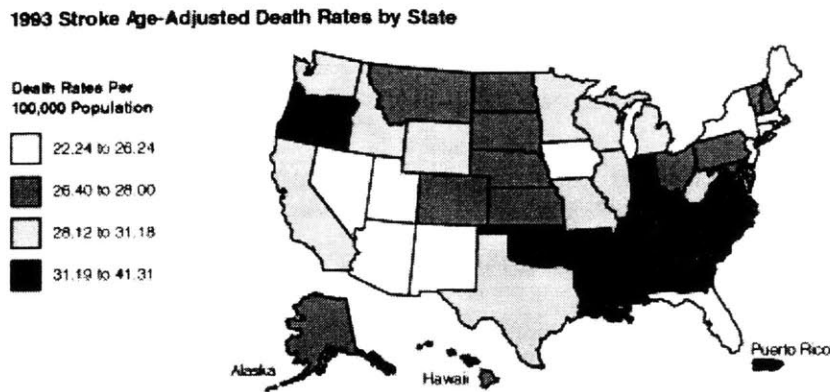 1993 Stroke Age-Adjusted Death Rates by State
Death Rates Per
100,000 Population
22.24 to 26.24
26.40 to 28.00
28.12 to 31.18
31.19 to 41.31
Alaska
Hawaii
Puerto Rico